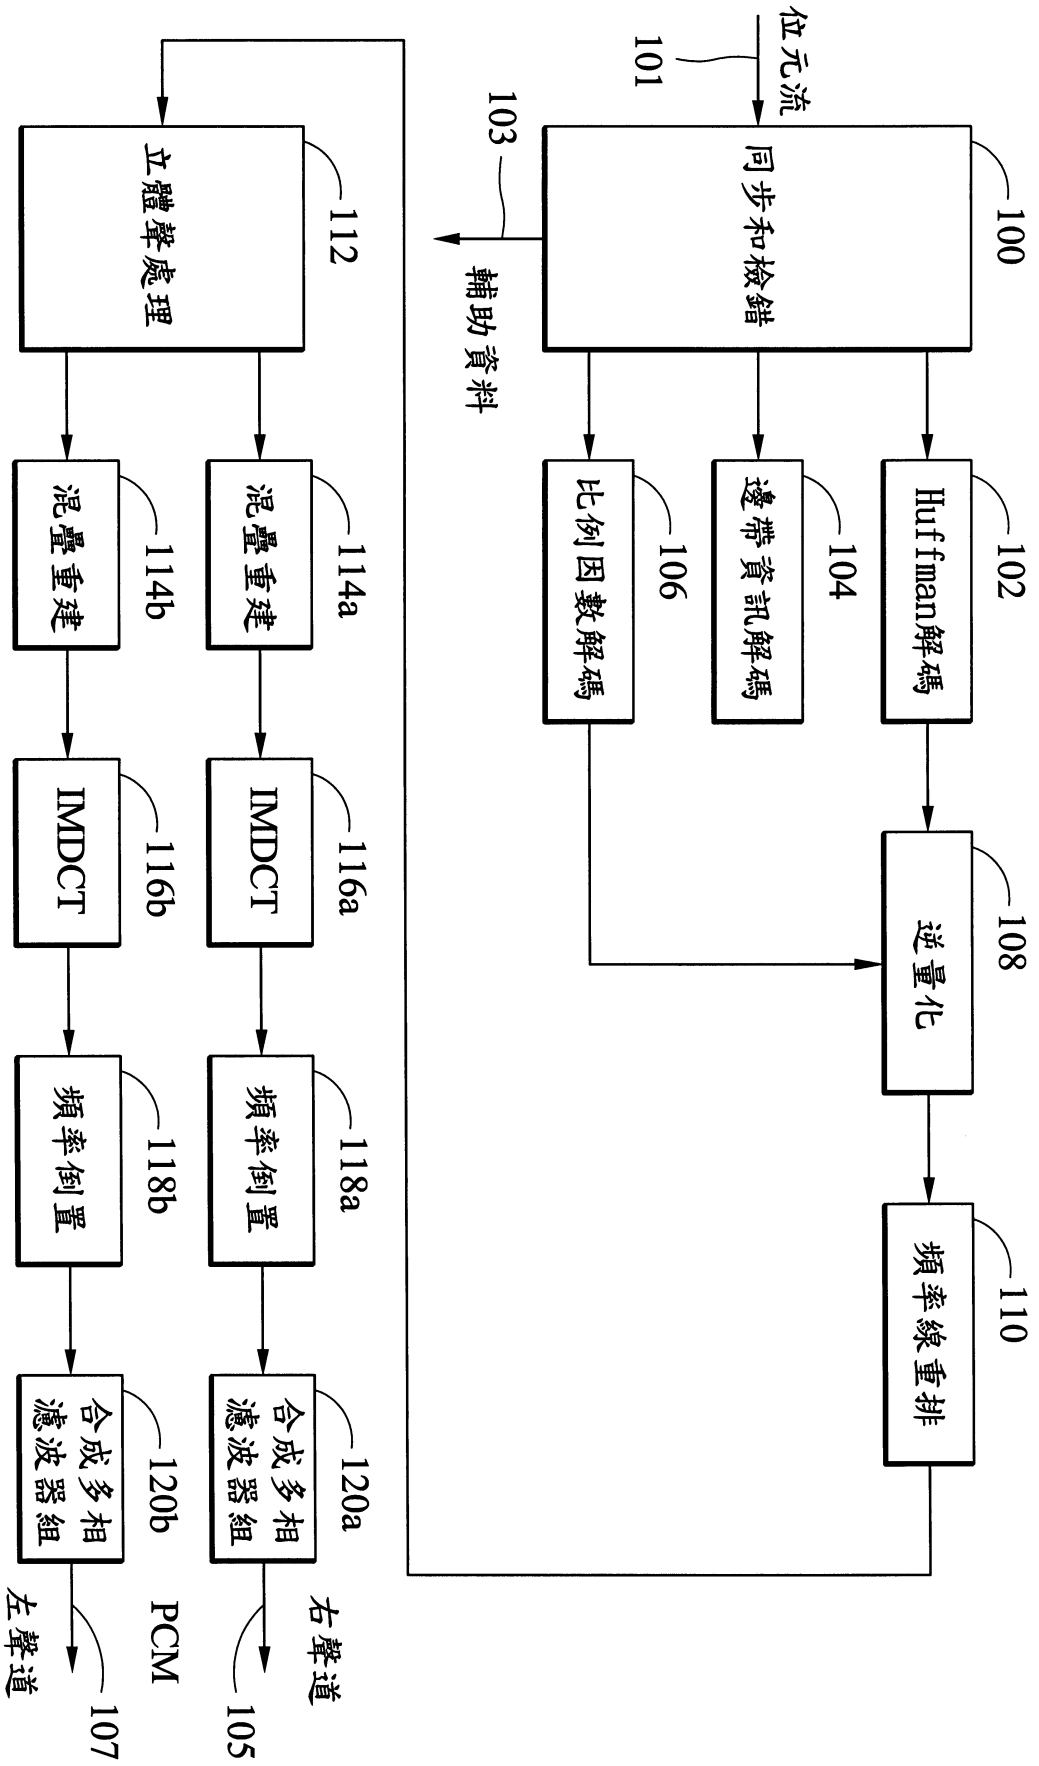 位元流
101
100
同步和檢錯
103
輔助資料
102
Huffman解碼
104
邊帶資訊解碼
106
比例因數解碼
108
逆量化
110
頻率線重排
112
立體聲處理
114a
混疊重建
116a
IMDCT
118a
頻率倒置
120a
合成多相
濾波器組
右聲道
105
PCM
114b
混疊重建
116b
IMDCT
118b
頻率倒置
120b
合成多相
濾波器組
107
左聲道